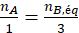 n_A/1 = n_{B,éq}/3